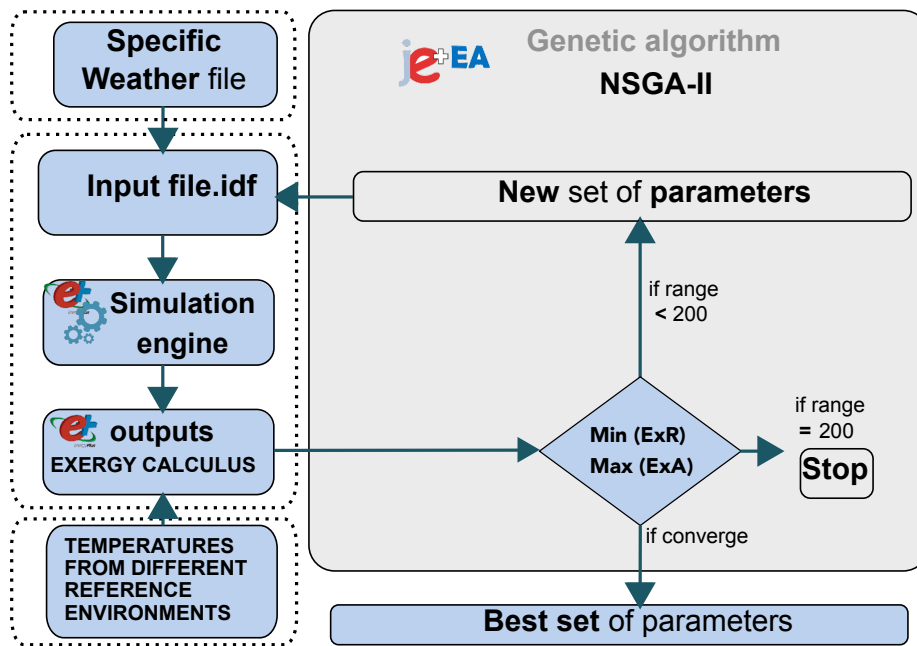 Specific
Weather file
Input file.idf
Simulation
engine
outputs
EXERGY CALCULUS
TEMPERATURES
FROM DIFFERENT
REFERENCE
ENVIRONMENTS
je+EA
Genetic algorithm
NSGA-II
New set of parameters
if range
< 200
Min (ExR)
Max (ExA)
if range
= 200
Stop
if converge
Best set of parameters
e+
e+